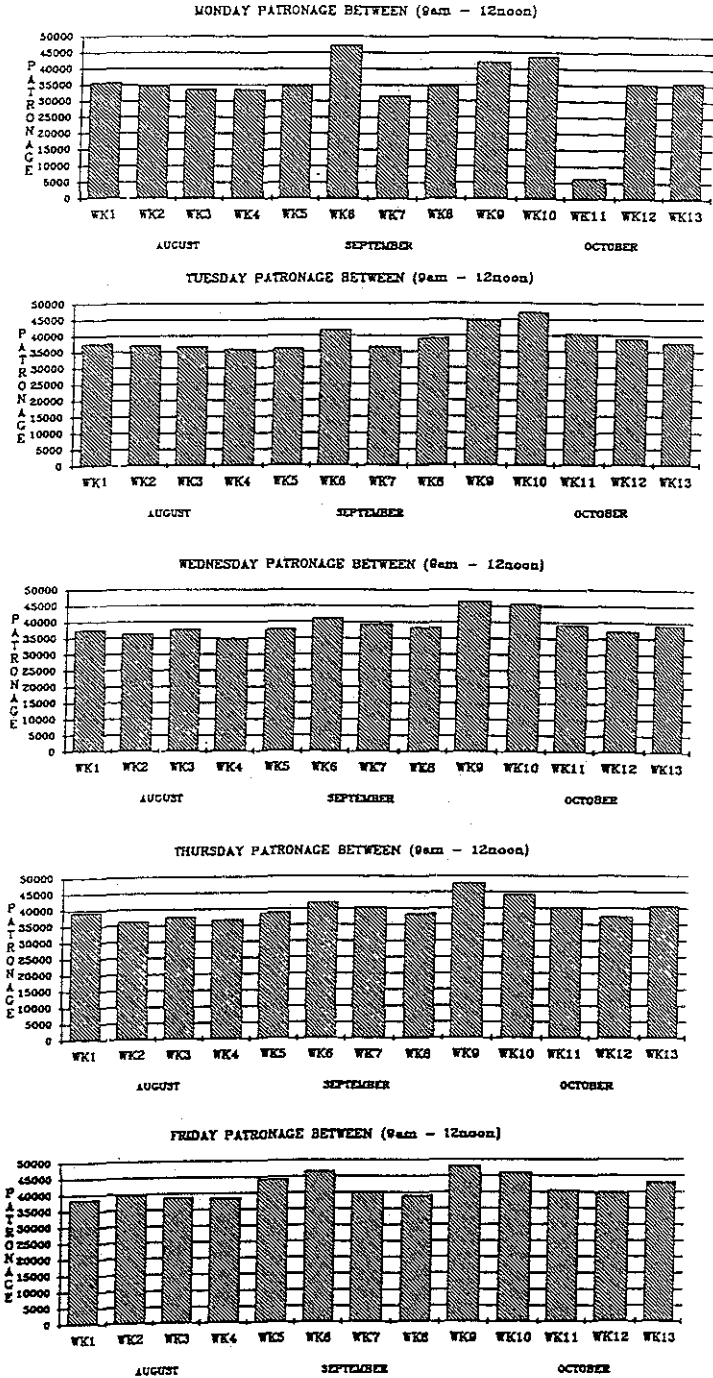 MONDAY PATRONAGE BETWEEN (9am - 12noon)
PATRONAGE
50000
45000
40000
35000
30000
25000
20000
15000
10000
5000
0
WK1 WK2 WK3 WK4 WK5 WK6 WK7 WK8 WK9 WK10 WK11 WK12 WK13
AUGUST SEPTEMBER OCTOBER
TUESDAY PATRONAGE BETWEEN (9am - 12noon)
PATRONAGE
50000
45000
40000
35000
30000
25000
20000
15000
10000
5000
0
WK1 WK2 WK3 WK4 WK5 WK6 WK7 WK8 WK9 WK10 WK11 WK12 WK13
AUGUST SEPTEMBER OCTOBER
WEDNESDAY PATRONAGE BETWEEN (9am - 12noon)
PATRONAGE
50000
45000
40000
35000
30000
25000
20000
15000
10000
5000
0
WK1 WK2 WK3 WK4 WK5 WK6 WK7 WK8 WK9 WK10 WK11 WK12 WK13
AUGUST SEPTEMBER OCTOBER
THURSDAY PATRONAGE BETWEEN (9am - 12noon)
PATRONAGE
50000
45000
40000
35000
30000
25000
20000
15000
10000
5000
0
WK1 WK2 WK3 WK4 WK5 WK6 WK7 WK8 WK9 WK10 WK11 WK12 WK13
AUGUST SEPTEMBER OCTOBER
FRIDAY PATRONAGE BETWEEN (9am - 12noon)
PATRONAGE
50000
45000
40000
35000
30000
25000
20000
15000
10000
5000
0
WK1 WK2 WK3 WK4 WK5 WK6 WK7 WK8 WK9 WK10 WK11 WK12 WK13
AUGUST SEPTEMBER OCTOBER